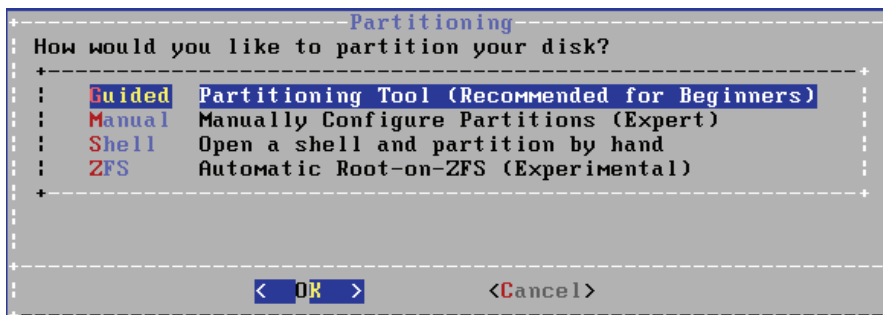 Partitioning
How would you like to partition your disk?
Guided Partitioning Tool (Recommended for Beginners)
Manual Manually Configure Partitions (Expert)
Shell Open a shell and partition by hand
ZFS Automatic Root-on-ZFS (Experimental)
< OK > <Cancel>